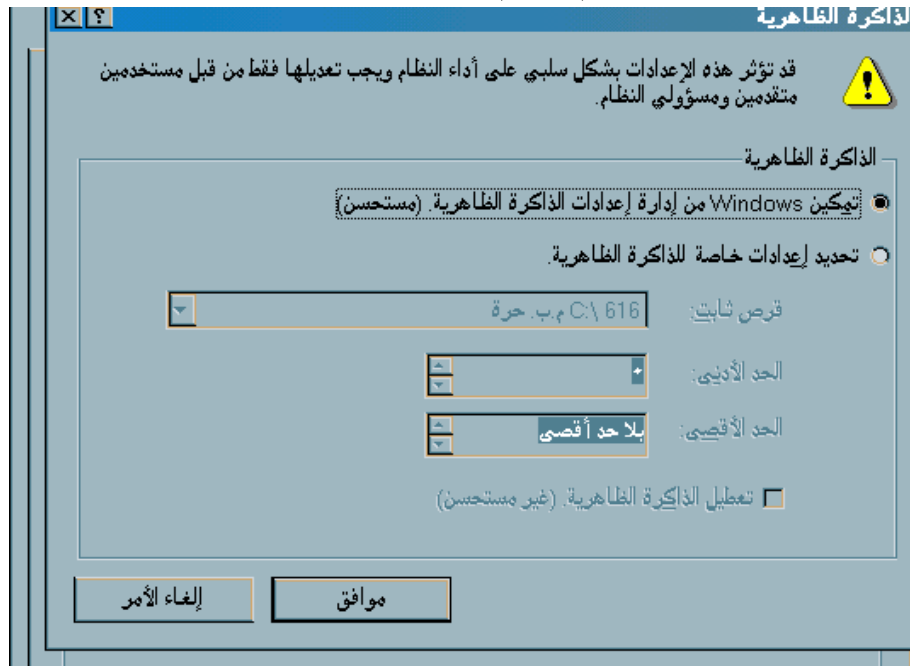 الذاكرة الظاهرية
قد تؤثر هذه الإعدادات بشكل سلبي على أداء النظام ويجب تعديلها فقط من قبل مستخدمين
متقدمين ومسؤولي النظام.
الذاكرة الظاهرية
تمكين Windows من إدارة إعدادات الذاكرة الظاهرية. (مستحسن)
تحديد إعدادات خاصة للذاكرة الظاهرية.
قرص ثابت: C:\ 616 م.ب. حرة
الحد الأدنى: ٠
الحد الأقصى: بلا حد أقصى
تعطيل الذاكرة الظاهرية. (غير مستحسن)
موافق
إلغاء الأمر